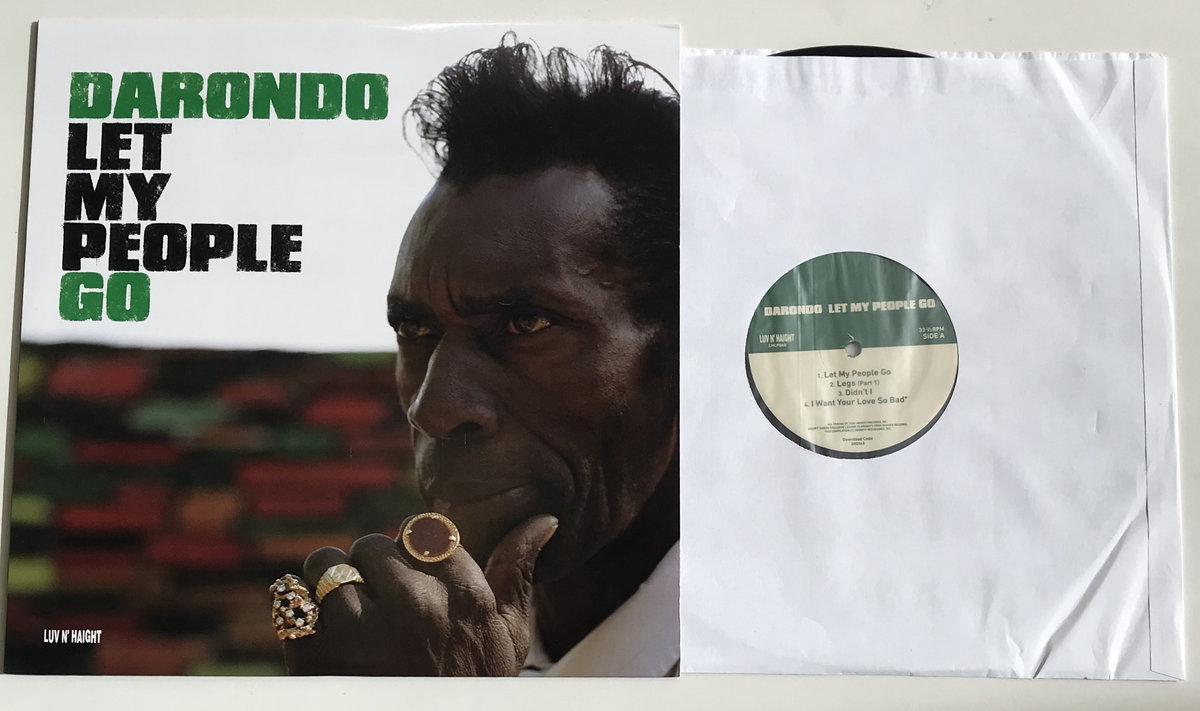 DARONDO
LET
MY
PEOPLE
GO
LUV N' HAIGHT
DARONDO LET MY PEOPLE GO
LUV N' HAIGHT
LHLP048
33 ⅓ RPM
SIDE A
1. Let My People Go
2. Legs (Part 1)
3. Didn't I
4. I Want Your Love So Bad*
Download Code